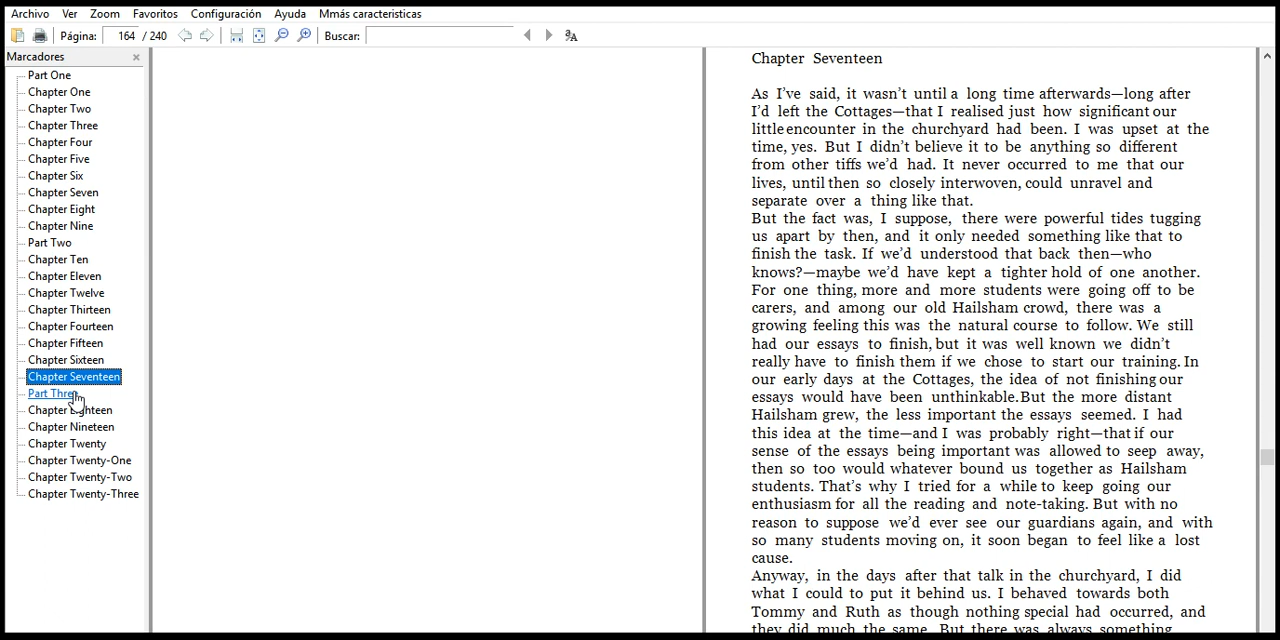 Archivo Ver Zoom Favoritos Configuración Ayuda Mmás caracteristicas
Página: 164 / 240 Buscar:
Marcadores
Part One
Chapter One
Chapter Two
Chapter Three
Chapter Four
Chapter Five
Chapter Six
Chapter Seven
Chapter Eight
Chapter Nine
Part Two
Chapter Ten
Chapter Eleven
Chapter Twelve
Chapter Thirteen
Chapter Fourteen
Chapter Fifteen
Chapter Sixteen
Chapter Seventeen
Part Three
Chapter Eighteen
Chapter Nineteen
Chapter Twenty
Chapter Twenty-One
Chapter Twenty-Two
Chapter Twenty-Three
Chapter Seventeen
As I’ve said, it wasn’t until a long time afterwards—long after
I’d left the Cottages—that I realised just how significant our
little encounter in the churchyard had been. I was upset at the
time, yes. But I didn’t believe it to be anything so different
from other tiffs we’d had. It never occurred to me that our
lives, until then so closely interwoven, could unravel and
separate over a thing like that.
But the fact was, I suppose, there were powerful tides tugging
us apart by then, and it only needed something like that to
finish the task. If we’d understood that back then—who
knows?—maybe we’d have kept a tighter hold of one another.
For one thing, more and more students were going off to be
carers, and among our old Hailsham crowd, there was a
growing feeling this was the natural course to follow. We still
had our essays to finish, but it was well known we didn’t
really have to finish them if we chose to start our training. In
our early days at the Cottages, the idea of not finishing our
essays would have been unthinkable. But the more distant
Hailsham grew, the less important the essays seemed. I had
this idea at the time—and I was probably right—that if our
sense of the essays being important was allowed to seep away,
then so too would whatever bound us together as Hailsham
students. That’s why I tried for a while to keep going our
enthusiasm for all the reading and note-taking. But with no
reason to suppose we’d ever see our guardians again, and with
so many students moving on, it soon began to feel like a lost
cause.
Anyway, in the days after that talk in the churchyard, I did
what I could to put it behind us. I behaved towards both
Tommy and Ruth as though nothing special had occurred, and
they did much the same. But there was always something,